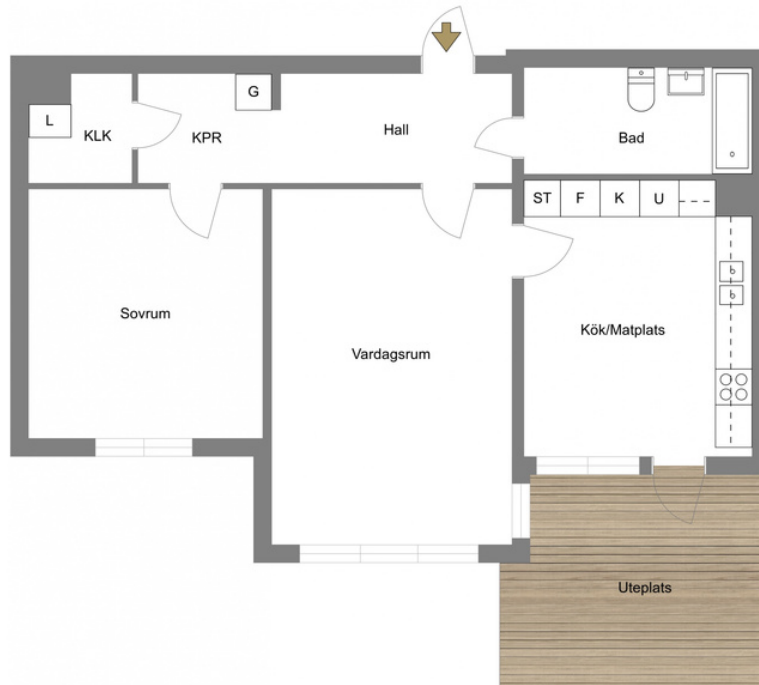 L
KLK
KPR
G
Hall
Bad
ST
F
K
U
Sovrum
Vardagsrum
Kök/Matplats
Uteplats